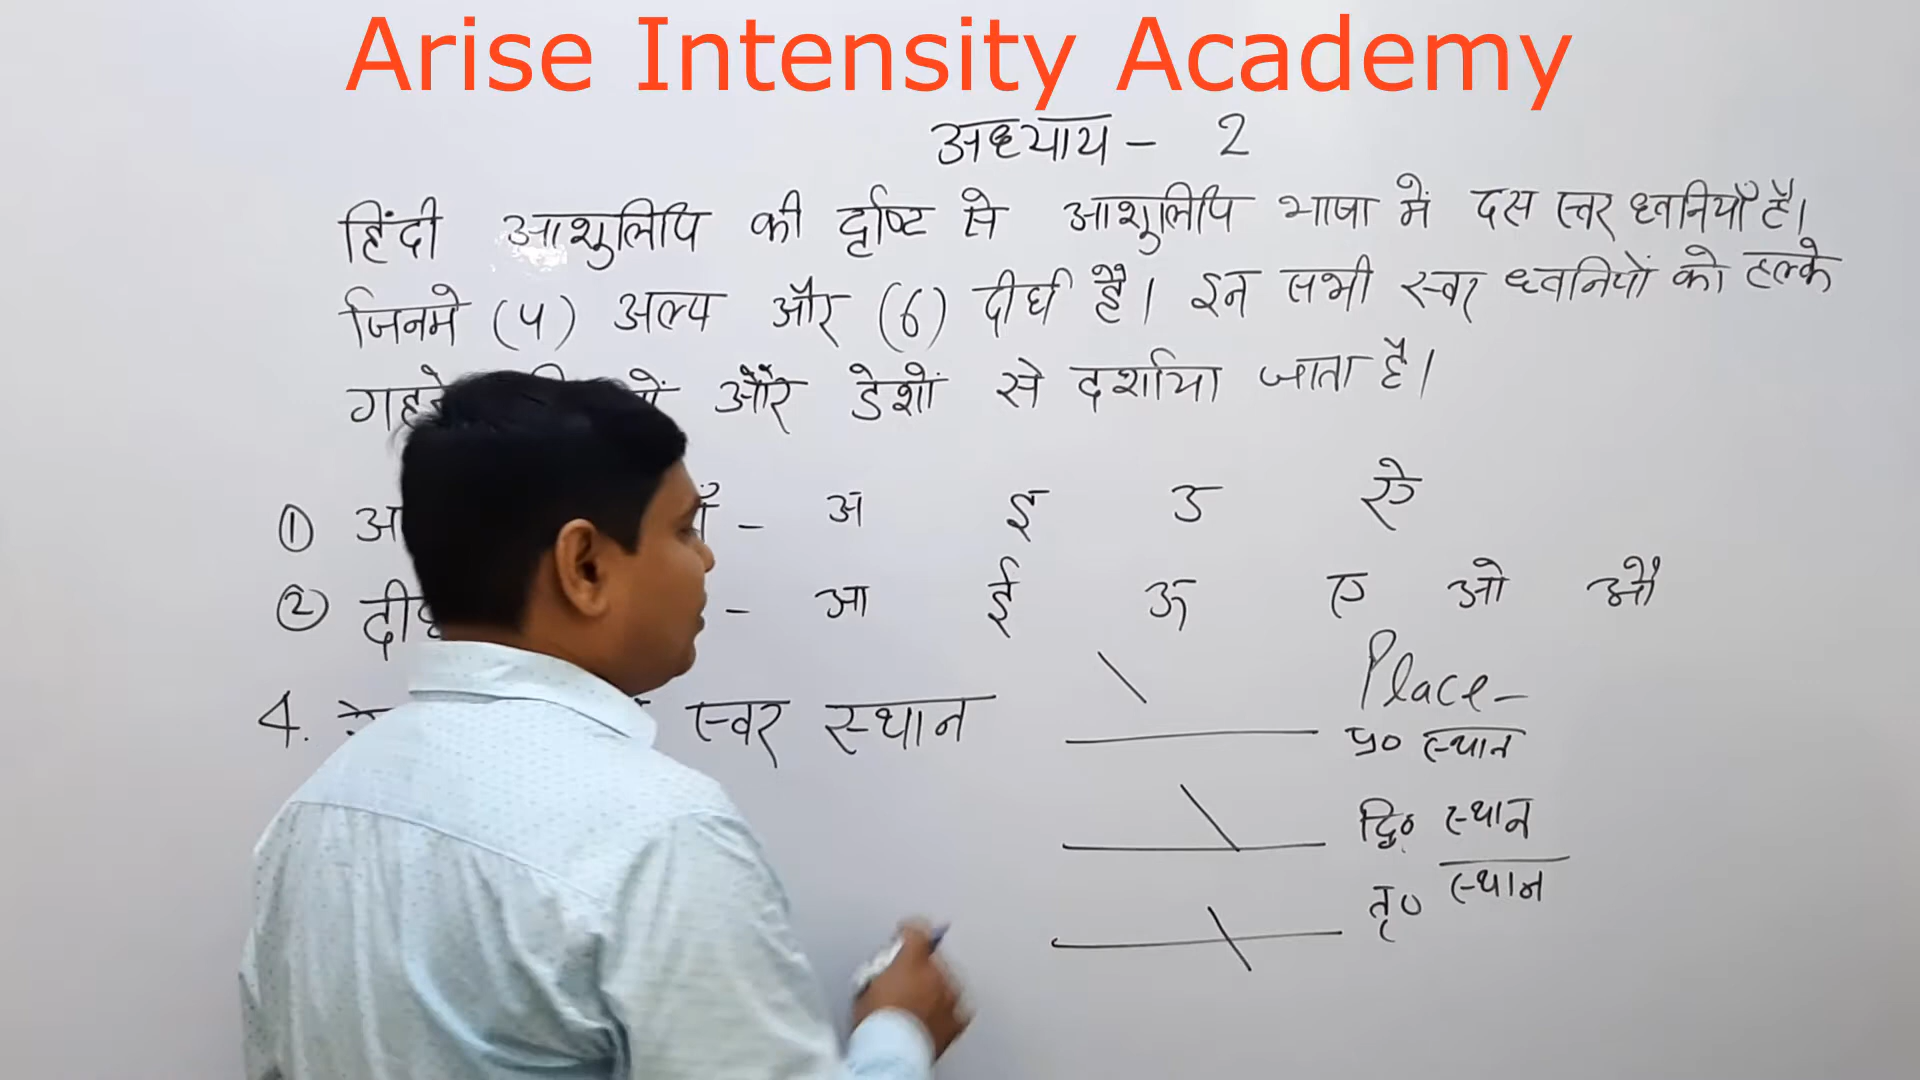 Arise Intensity Academy
अध्याय - 2
हिंदी आशुलिपि की दृष्टि से आशुलिपि भाषा में दस स्वर ध्वनियाँ हैं।
जिनमे (4) अल्प और (6) दीर्घ हैं। इन सभी स्वर ध्वनियों को हल्के
और डेशों से दर्शाया जाता है।
① - अ इ उ ऐ
② - आ ई ऊ ए ओ औ
4. स्वर स्थान
Place-
प्र० स्थान
द्वि० स्थान
तृ० स्थान